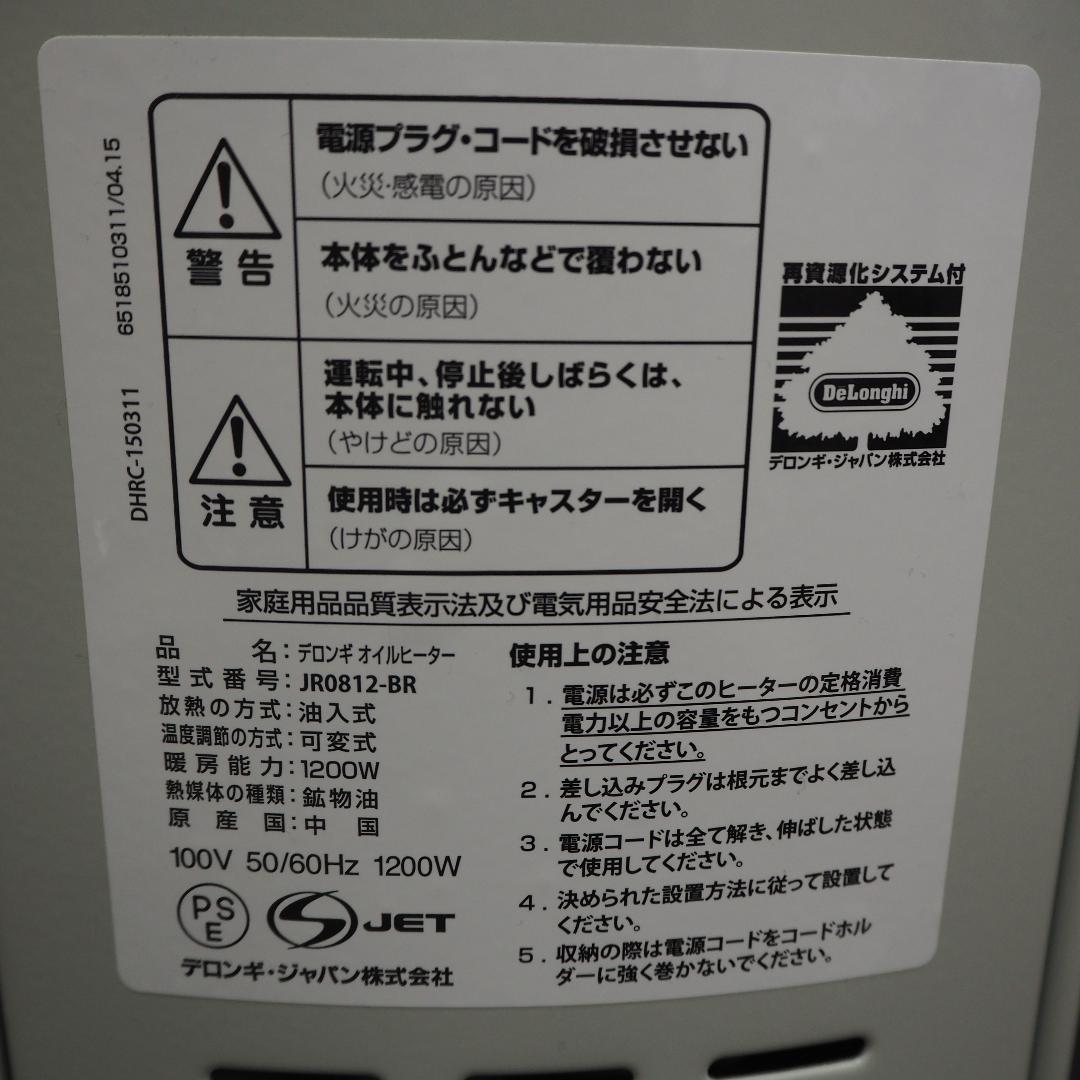 電源プラグ・コードを破損させない
(火災・感電の原因)
警告
本体をふとんなどで覆わない
(火災の原因)
運転中、停止後しばらくは、
本体に触れない
(やけどの原因)
注意
使用時は必ずキャスターを開く
(けがの原因)
6518510311/04.15
DHRC-150311
再資源化システム付
DeLonghi
デロンギ・ジャパン株式会社
家庭用品品質表示法及び電気用品安全法による表示
品 名:デロンギ オイルヒーター
型式番号:JR0812-BR
放熱の方式:油入式
温度調節の方式:可変式
暖房能力:1200W
熱媒体の種類:鉱物油
原産国:中国
100V 50/60Hz 1200W
PSE
JET
デロンギ・ジャパン株式会社
使用上の注意
1. 電源は必ずこのヒーターの定格消費
電力以上の容量をもつコンセントから
とってください。
2. 差し込みプラグは根元までよく差し込
んでください。
3. 電源コードは全て解き、伸ばした状態
で使用してください。
4. 決められた設置方法に従って設置して
ください。
5. 収納の際は電源コードをコードホル
ダーに強く巻かないでください。